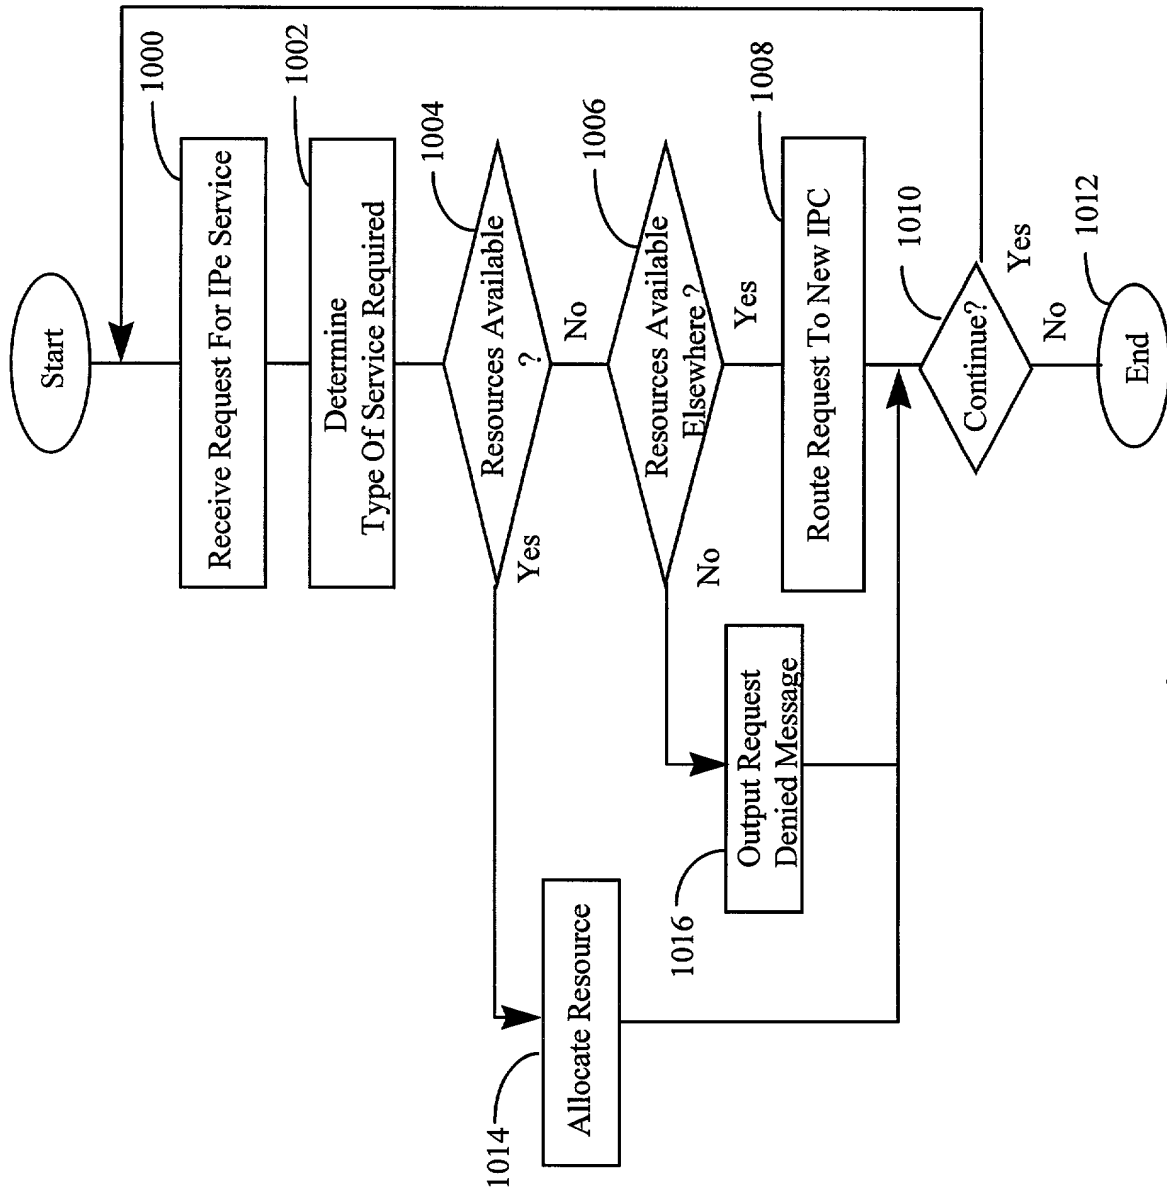 Start
1000
Receive Request For IPe Service
1002
Determine
Type Of Service Required
1004
Resources Available
?
Yes
No
1006
Resources Available
Elsewhere ?
No
Yes
1008
Route Request To New IPC
1010
Continue?
Yes
No
1012
End
1014
Allocate Resource
1016
Output Request
Denied Message